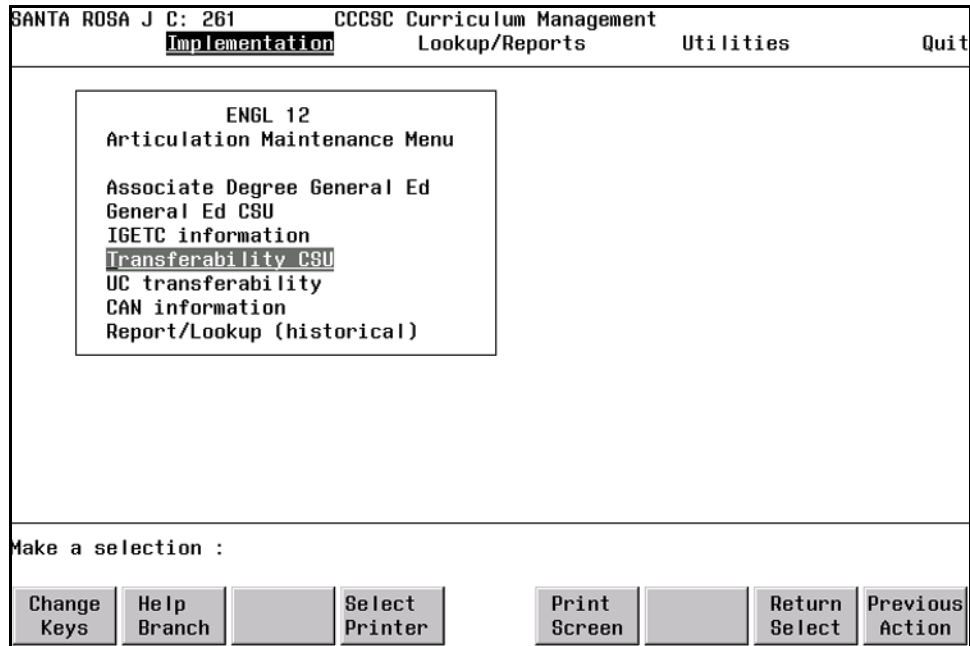 SANTA ROSA J C: 261 CCCSC Curriculum Management
Implementation Lookup/Reports Utilities Quit
ENGL 12
Articulation Maintenance Menu
Associate Degree General Ed
General Ed CSU
IGETC information
Transferability CSU
UC transferability
CAN information
Report/Lookup (historical)
Make a selection :
Change Help Select Print Return Previous
Keys Branch Printer Screen Select Action